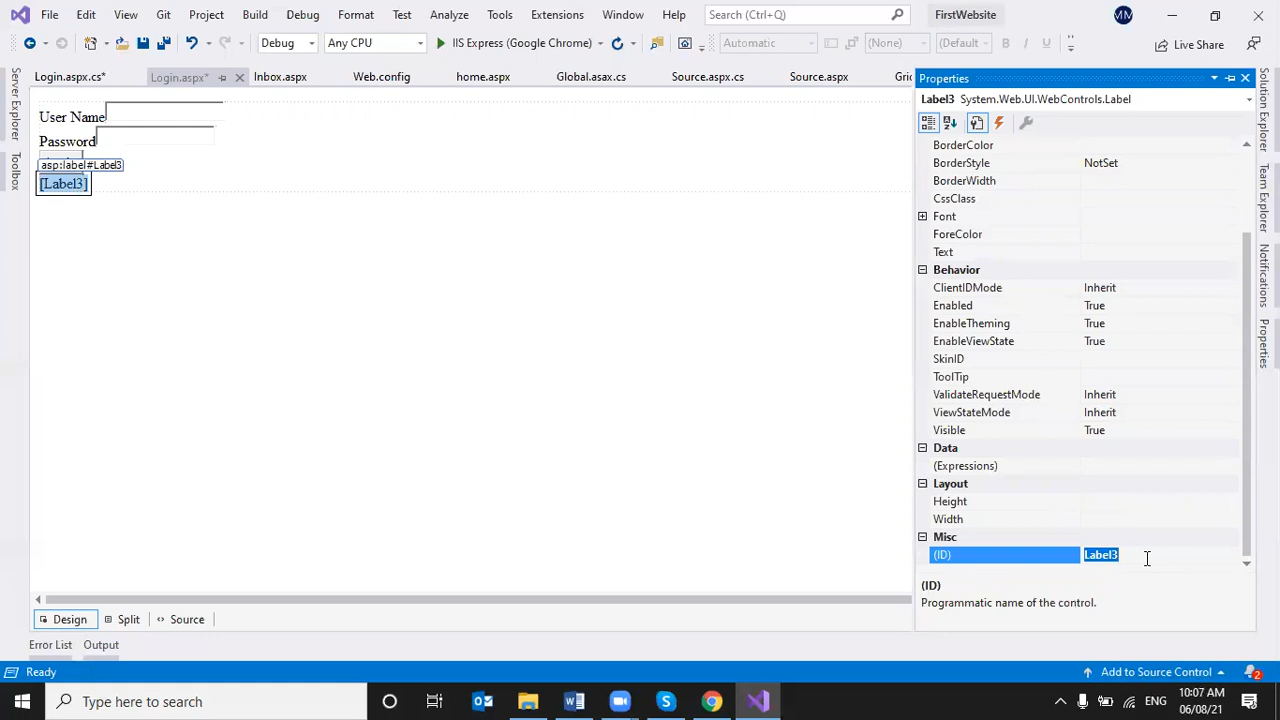 File Edit View Git Project Build Debug Format Test Analyze Tools Extensions Window Help Search (Ctrl+Q) FirstWebsite MM
Debug Any CPU IIS Express (Google Chrome) Automatic (None) (Default B I U Live Share
Login.aspx.cs* Login.aspx* Inbox.aspx Web.config home.aspx Global.asax.cs Source.aspx.cs Source.aspx Gri
Server Explorer
Toolbox
User Name
Password
asp:label#Label3
[Label3]
Properties
Label3 System.Web.UI.WebControls.Label
BorderColor
BorderStyle NotSet
BorderWidth
CssClass
Font
ForeColor
Text
Behavior
ClientIDMode Inherit
Enabled True
EnableTheming True
EnableViewState True
SkinID
ToolTip
ValidateRequestMode Inherit
ViewStateMode Inherit
Visible True
Data
(Expressions)
Layout
Height
Width
Misc
(ID) Label3
(ID)
Programmatic name of the control.
Solution Explorer
Team Explorer
Notifications
Properties
Design Split Source
Error List Output
Ready Add to Source Control 2
Type here to search ENG 10:07 AM
06/08/21